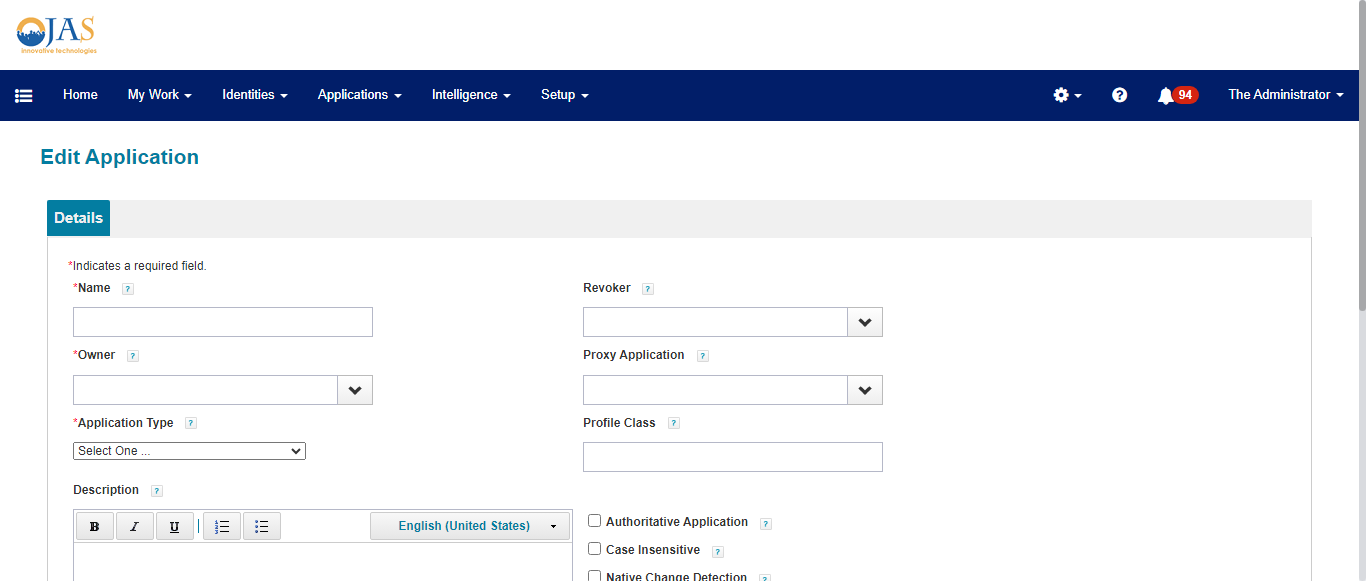 OJAS
innovative technologies
Home My Work Identities Applications Intelligence Setup ? 94 The Administrator
Edit Application
Details
*Indicates a required field.
*Name ? Revoker ?
*Owner ? Proxy Application ?
*Application Type ? Profile Class ?
Select One ...
Description ?
B I U English (United States) Authoritative Application ?
Case Insensitive ?
Native Change Detection ?